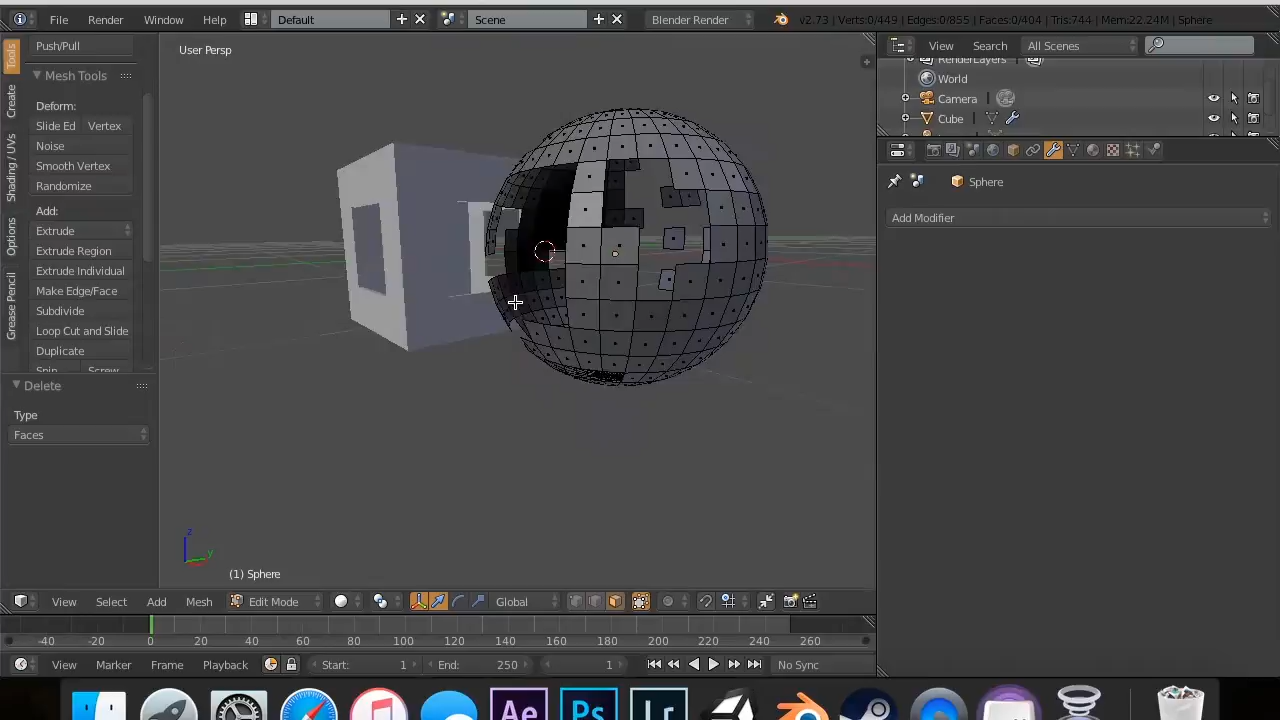 File Render Window Help Default Scene Blender Render v2.73 | Verts:0/449 | Edges:0/855 | Faces:0/404 | Tris:744 | Mem:22.24M | Sphere
Push/Pull
Mesh Tools
Deform:
Slide Ed Vertex
Noise
Smooth Vertex
Randomize
Add:
Extrude
Extrude Region
Extrude Individual
Make Edge/Face
Subdivide
Loop Cut and Slide
Duplicate
Spin Screw
Delete
Type
Faces
Tools
Create
Shading / UVs
Options
Grease Pencil
User Persp
z
y
(1) Sphere
View Search All Scenes
RenderLayers
World
Camera
Cube
Sphere
Add Modifier
View Select Add Mesh Edit Mode Global
-40 -20 0 20 40 60 80 100 120 140 160 180 200 220 240 260
View Marker Frame Playback Start: 1 End: 250 1 No Sync
Ae Ps Lr